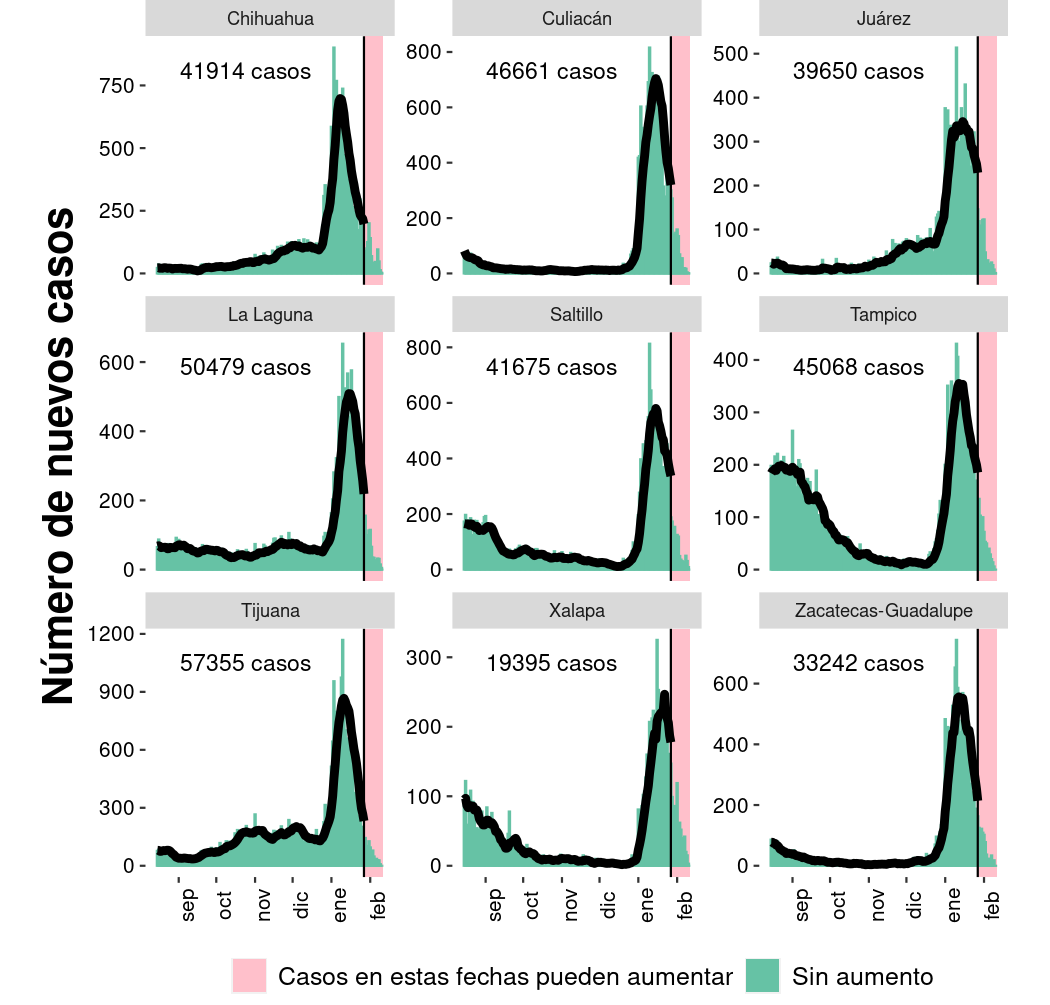 Número de nuevos casos
Chihuahua
41914 casos
750
500
250
0
Culiacán
46661 casos
800
600
400
200
0
Juárez
39650 casos
500
400
300
200
100
0
La Laguna
50479 casos
600
400
200
0
Saltillo
41675 casos
800
600
400
200
0
Tampico
45068 casos
400
300
200
100
0
Tijuana
57355 casos
1200
900
600
300
0
sep oct nov dic ene feb
Xalapa
19395 casos
300
200
100
0
sep oct nov dic ene feb
Zacatecas-Guadalupe
33242 casos
600
400
200
0
sep oct nov dic ene feb
Casos en estas fechas pueden aumentar Sin aumento